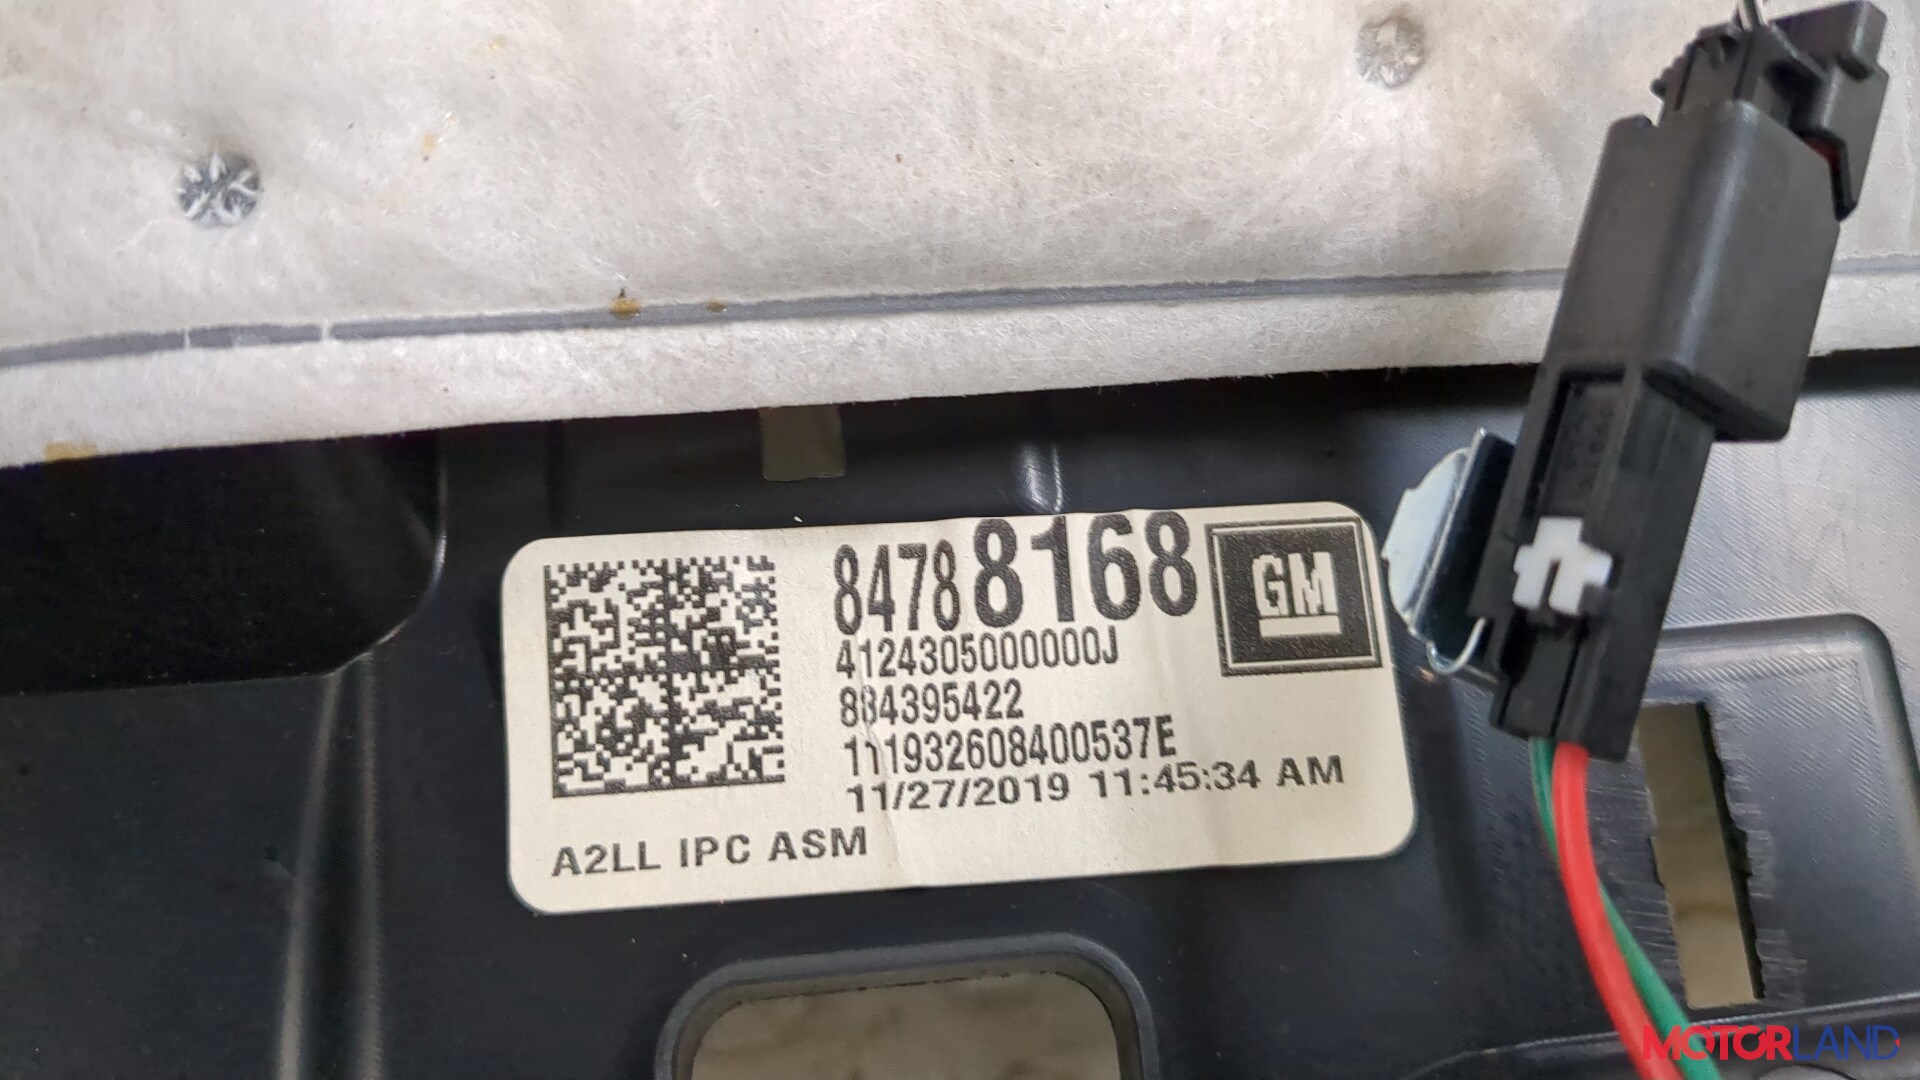 84788168
GM
4124305000000J
884395422
111932608400537E
11/27/2019 11:45:34 AM
A2LL IPC ASM
MOTORLAND